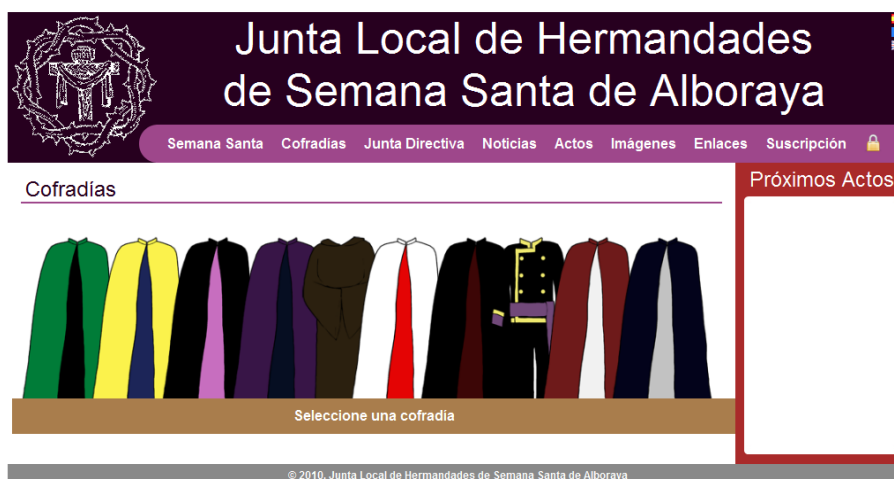 Junta Local de Hermandades
de Semana Santa de Alboraya
Semana Santa Cofradías Junta Directiva Noticias Actos Imágenes Enlaces Suscripción
Cofradías
Próximos Actos
Seleccione una cofradía
© 2010, Junta Local de Hermandades de Semana Santa de Alboraya